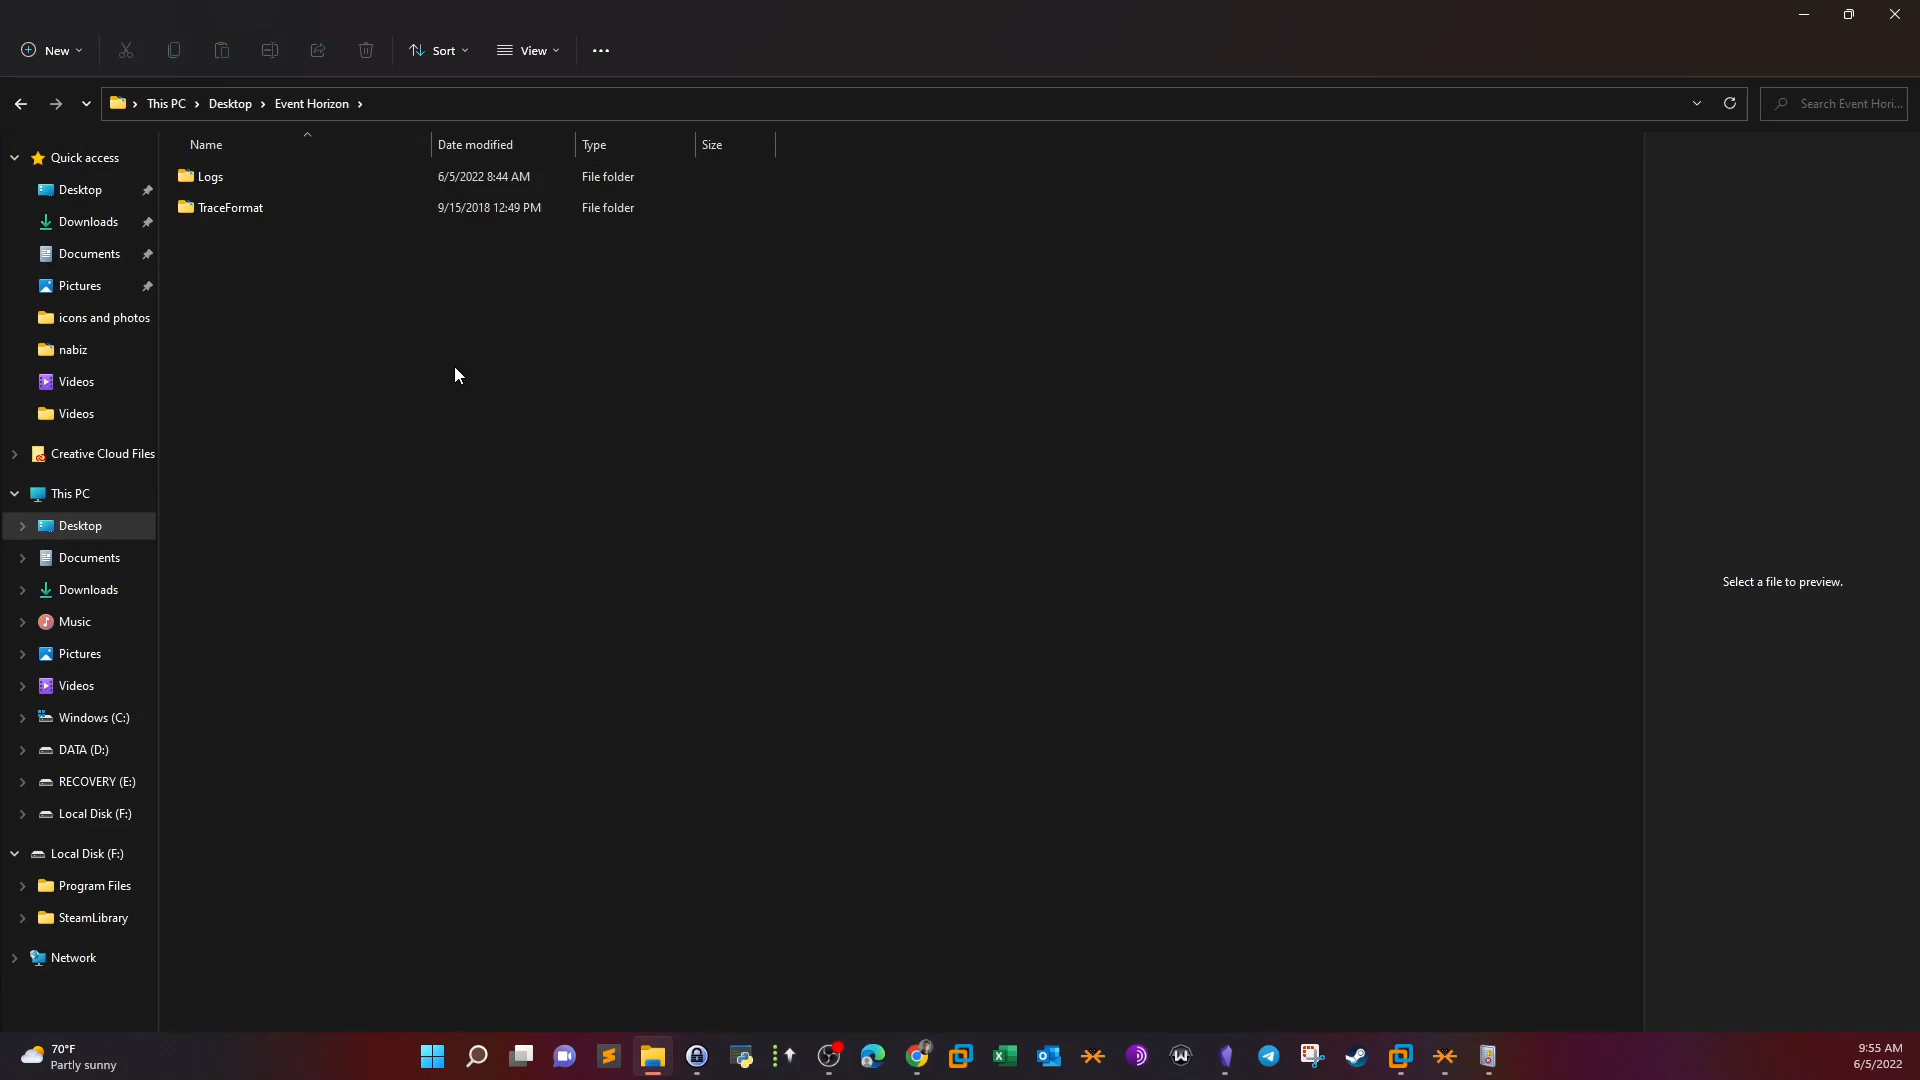 New
Sort
View
This PC
Desktop
Event Horizon
Search Event Hori...
Name
Date modified
Type
Size
Logs
6/5/2022 8:44 AM
File folder
TraceFormat
9/15/2018 12:49 PM
File folder
Quick access
Desktop
Downloads
Documents
Pictures
icons and photos
nabiz
Videos
Videos
Creative Cloud Files
This PC
Desktop
Documents
Downloads
Music
Pictures
Videos
Windows (C:)
DATA (D:)
RECOVERY (E:)
Local Disk (F:)
Local Disk (F:)
Program Files
SteamLibrary
Network
Select a file to preview.
70°F
Partly sunny
9:55 AM
6/5/2022